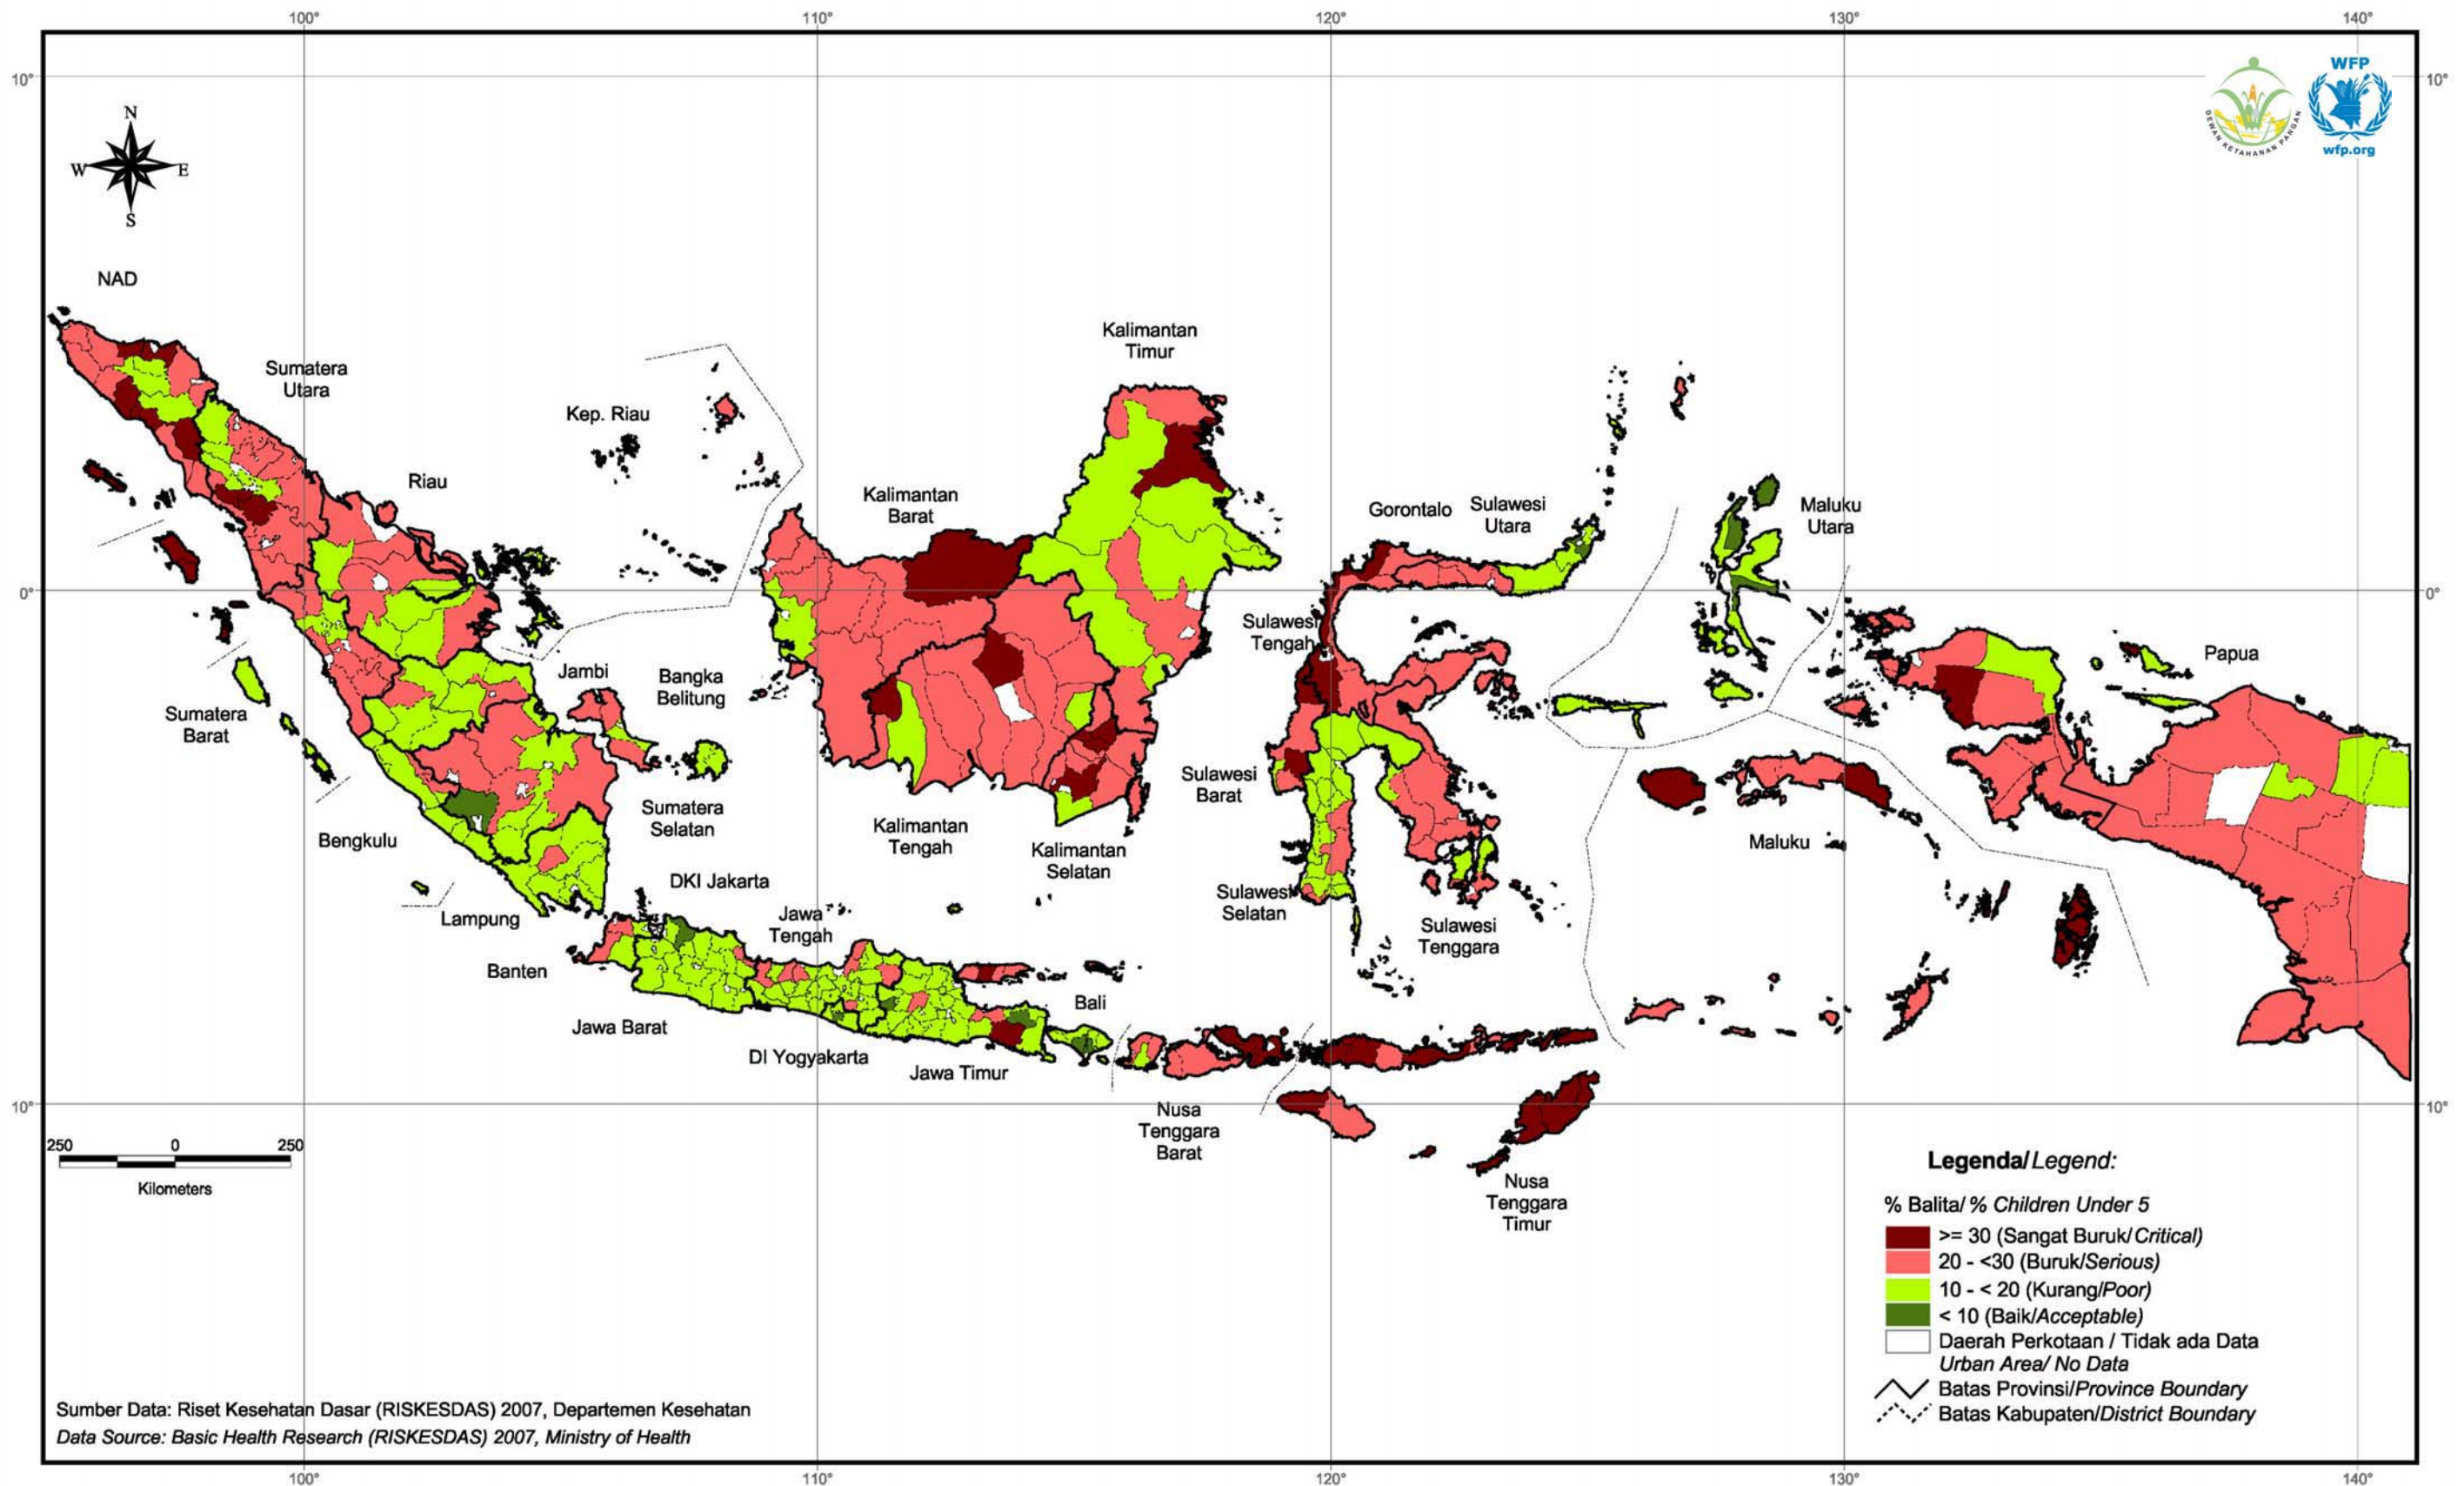 100° 110° 120° 130° 140°
10° 10°
WFP
DEWAN KETAHANAN PANGAN
wfp.org
N
W E
S
NAD
Sumatera
Utara
Kep. Riau
Riau
Kalimantan
Timur
Kalimantan
Barat
Gorontalo
Sulawesi
Utara
Maluku
Utara
0° 0°
Sulawesi
Tengah
Jambi
Bangka
Belitung
Papua
Sumatera
Barat
Sulawesi
Barat
Sumatera
Selatan
Bengkulu
Kalimantan
Tengah
Kalimantan
Selatan
Maluku
DKI Jakarta
Lampung
Jawa
Tengah
Sulawesi
Selatan
Sulawesi
Tenggara
Banten
Bali
Jawa Barat
DI Yogyakarta
Jawa Timur
10° 10°
Nusa
Tenggara
Barat
Nusa
Tenggara
Timur
250 0 250
Kilometers
Legenda/Legend:
% Balita/ % Children Under 5
>= 30 (Sangat Buruk/Critical)
20 - <30 (Buruk/Serious)
10 - < 20 (Kurang/Poor)
< 10 (Baik/Acceptable)
Daerah Perkotaan / Tidak ada Data
Urban Area/ No Data
Batas Provinsi/Province Boundary
Batas Kabupaten/District Boundary
Sumber Data: Riset Kesehatan Dasar (RISKESDAS) 2007, Departemen Kesehatan
Data Source: Basic Health Research (RISKESDAS) 2007, Ministry of Health
100° 110° 120° 130° 140°